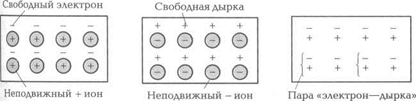 Свободный электрон
Свободная дырка
- - - -
+ + + +
- - - -
+ + + +
Неподвижный + ион
+ + + +
- - - -
+ + + +
- - - -
Неподвижный – ион
- - - -
+ + + +
- - - -
+ + + +
Пара «электрон—дырка»